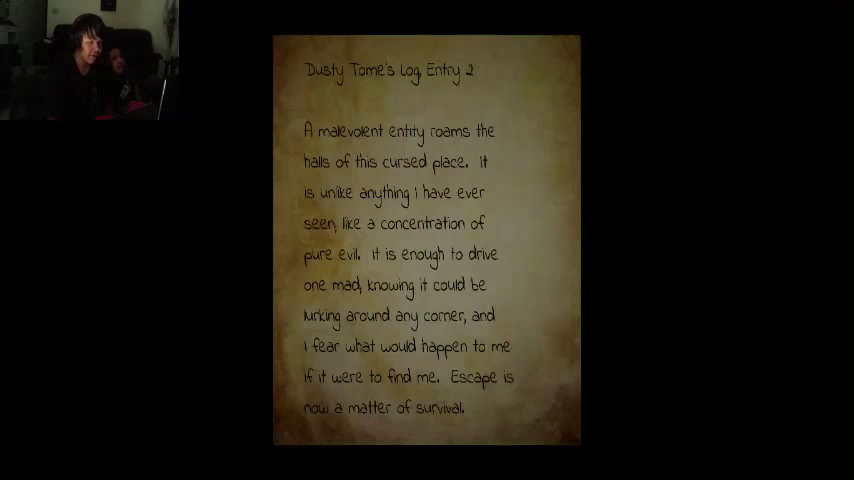 Dusty Tome's Log, Entry 2
A malevolent entity roams the
halls of this cursed place. It
is unlike anything I have ever
seen, like a concentration of
pure evil. It is enough to drive
one mad, knowing it could be
lurking around any corner, and
I fear what would happen to me
if it were to find me. Escape is
now a matter of survival.